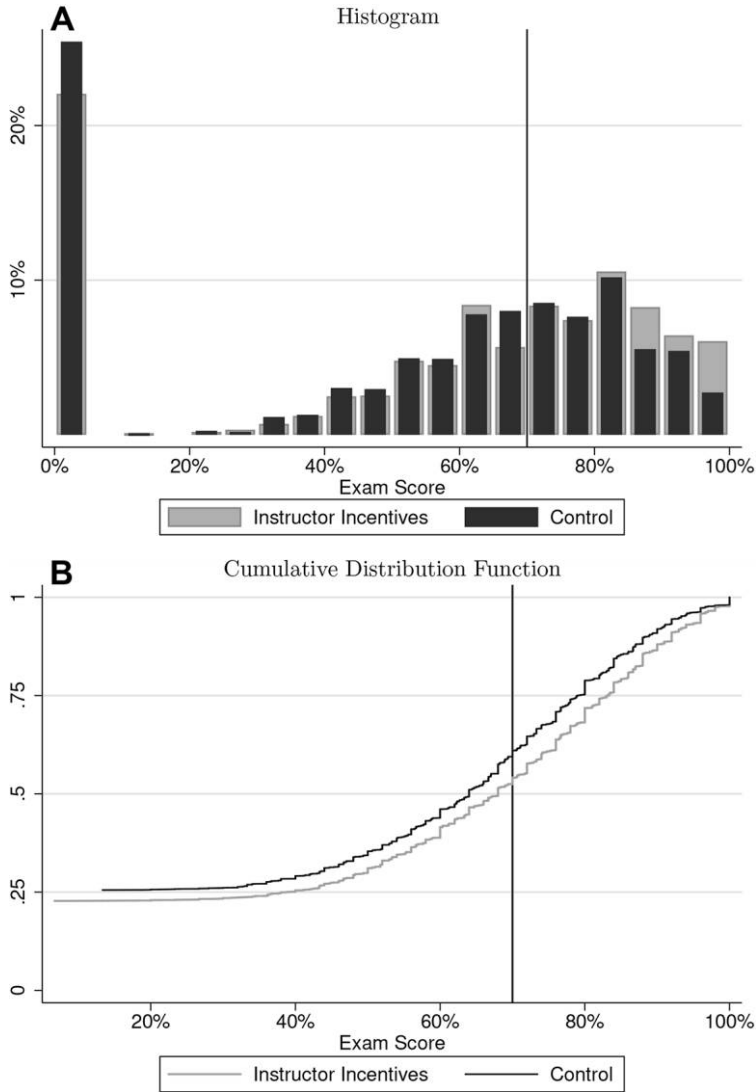 A
Histogram
20%
10%
0% 20% 40% 60% 80% 100%
Exam Score
Instructor Incentives Control
B
Cumulative Distribution Function
1
.75
.5
.25
0
20% 40% 60% 80% 100%
Exam Score
Instructor Incentives Control